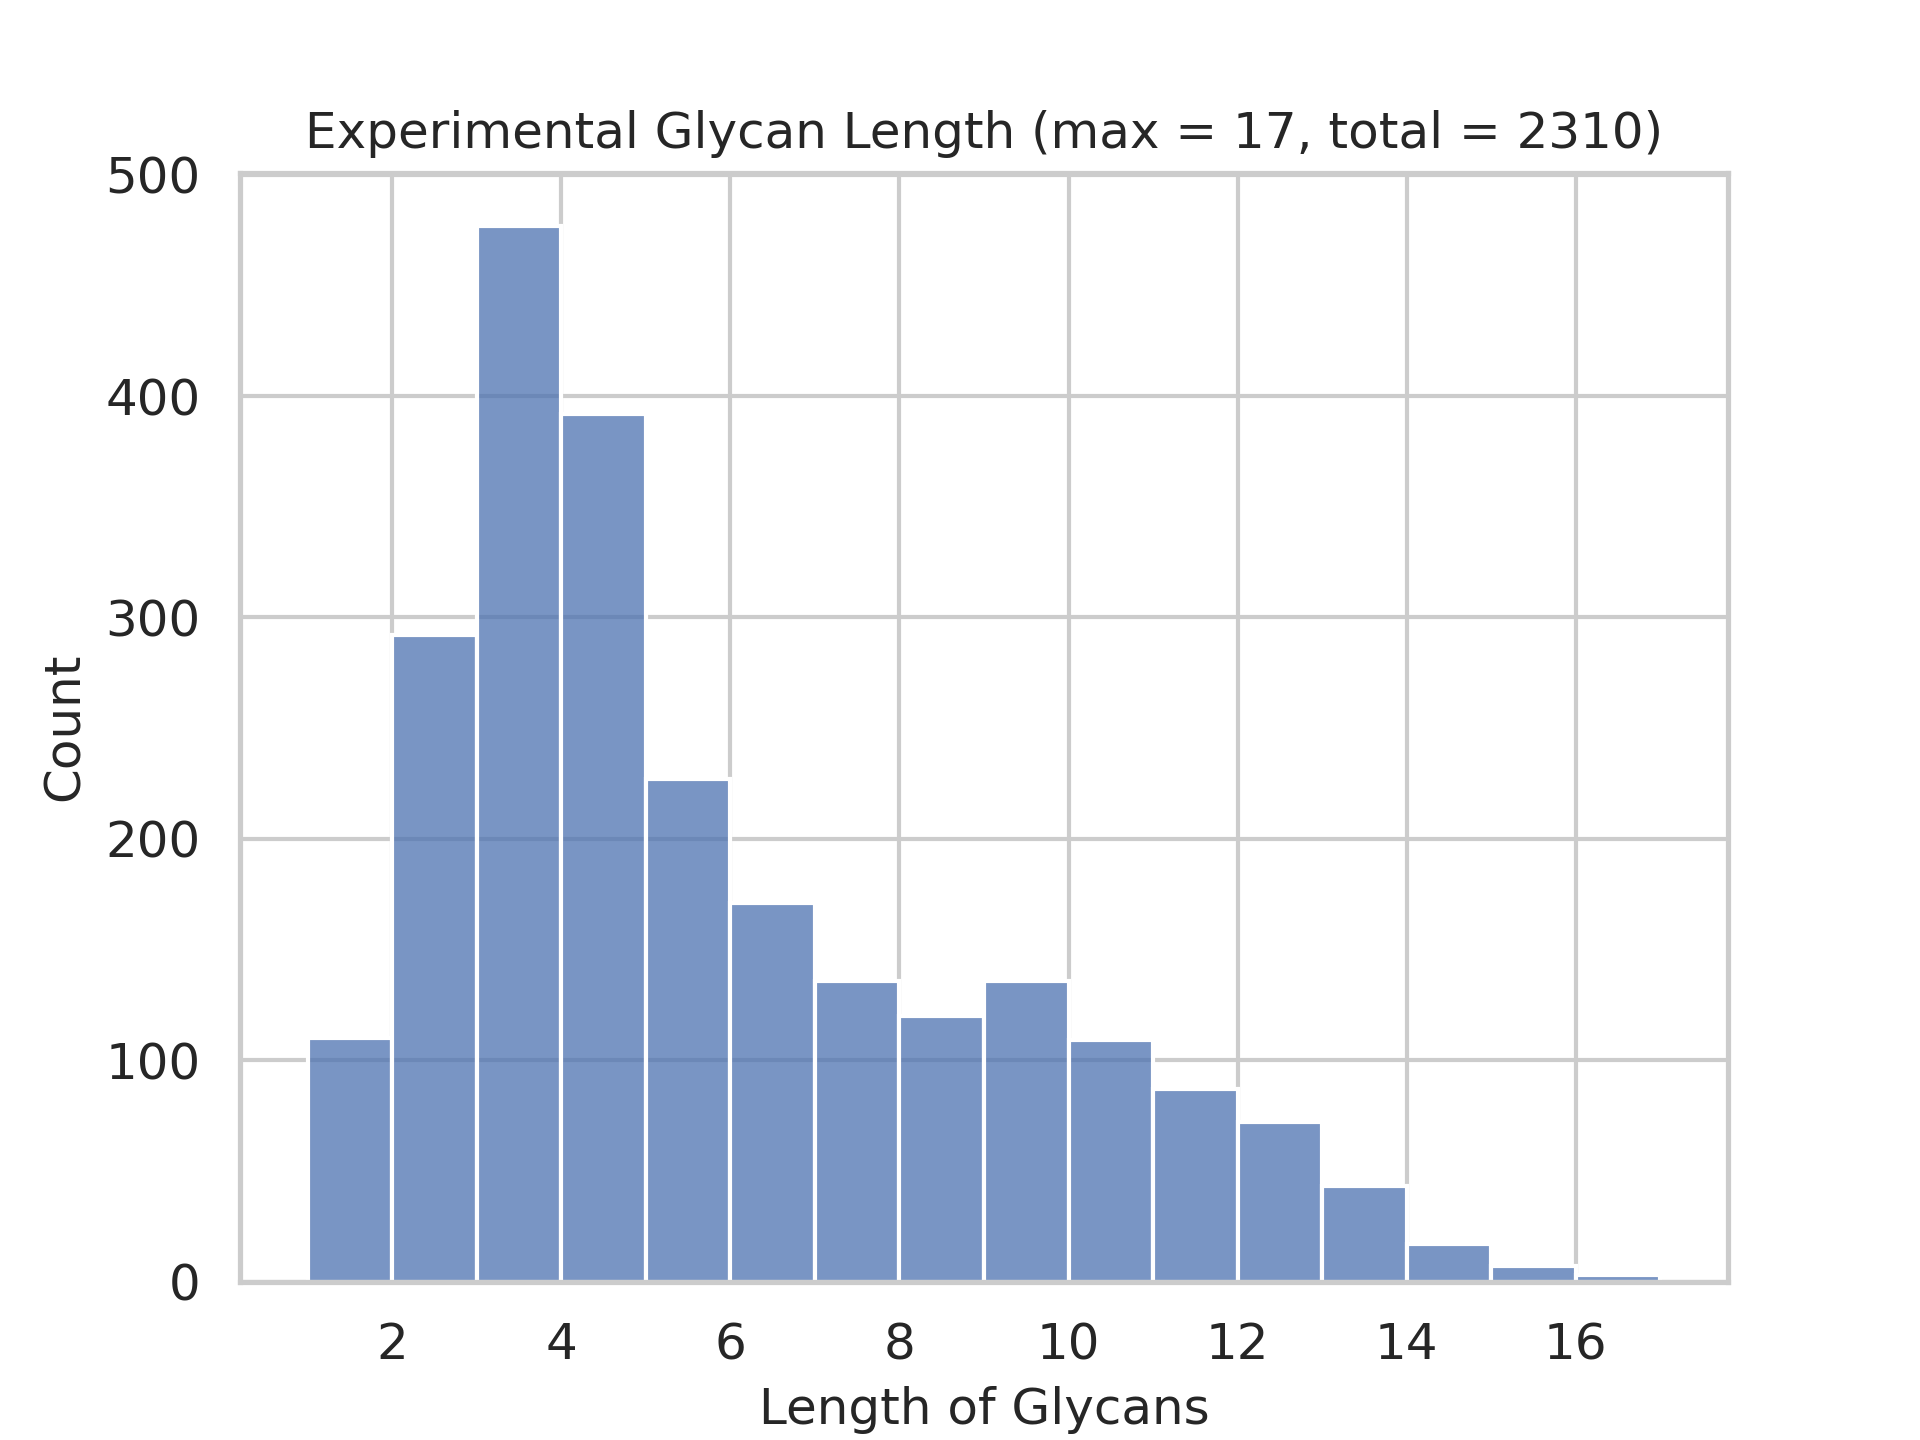 Experimental Glycan Length (max = 17, total = 2310)
500
400
300
200
100
0
Count
2 4 6 8 10 12 14 16
Length of Glycans